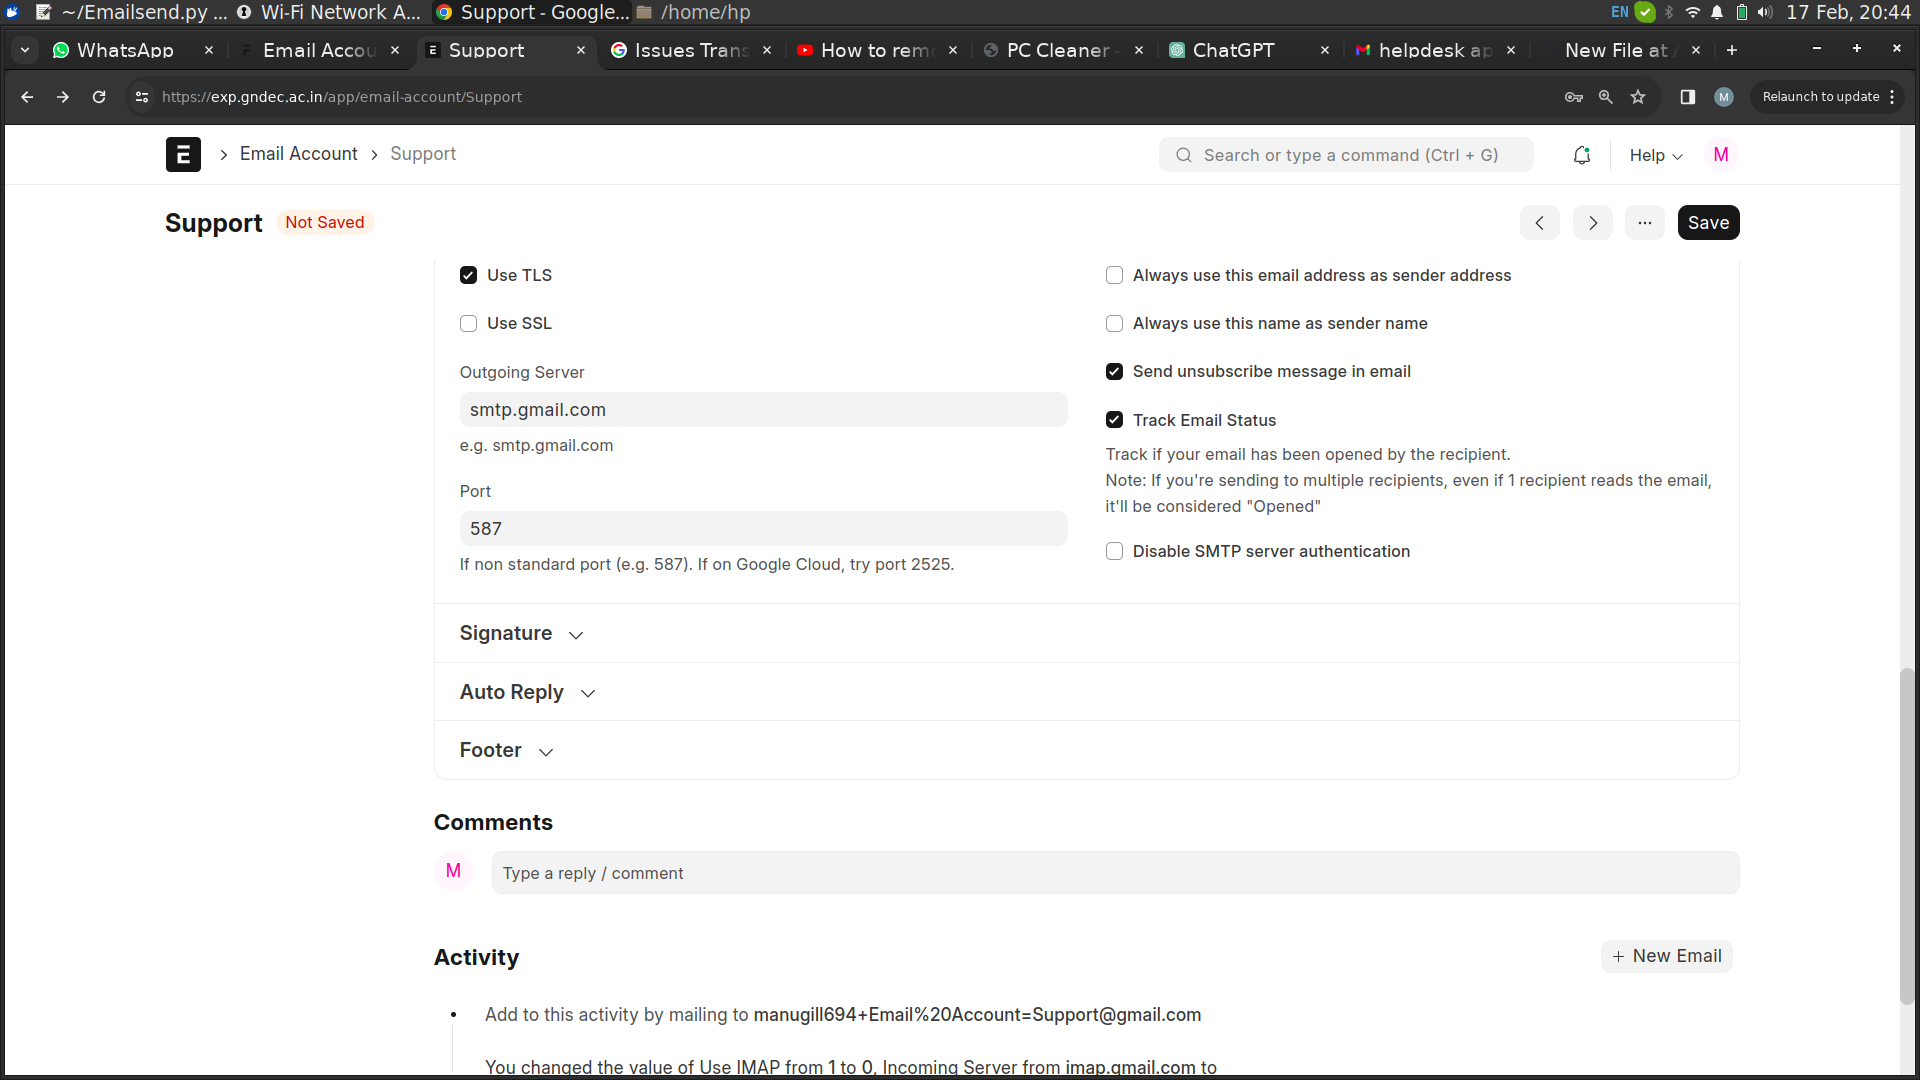 ~/Emailsend.py ... Wi-Fi Network A... Support - Google... /home/hp EN 17 Feb, 20:44
WhatsApp Email Accou Support Issues Trans How to rem PC Cleaner - ChatGPT helpdesk ap New File at /
https://exp.gndec.ac.in/app/email-account/Support M Relaunch to update
E Email Account Support Search or type a command (Ctrl + G) Help M
Support Not Saved ... Save
Use TLS
Use SSL
Outgoing Server
smtp.gmail.com
e.g. smtp.gmail.com
Port
587
If non standard port (e.g. 587). If on Google Cloud, try port 2525.
Always use this email address as sender address
Always use this name as sender name
Send unsubscribe message in email
Track Email Status
Track if your email has been opened by the recipient.
Note: If you're sending to multiple recipients, even if 1 recipient reads the email,
it'll be considered "Opened"
Disable SMTP server authentication
Signature
Auto Reply
Footer
Comments
M Type a reply / comment
Activity + New Email
Add to this activity by mailing to manugill694+Email%20Account=Support@gmail.com
You changed the value of Use IMAP from 1 to 0, Incoming Server from imap.gmail.com to